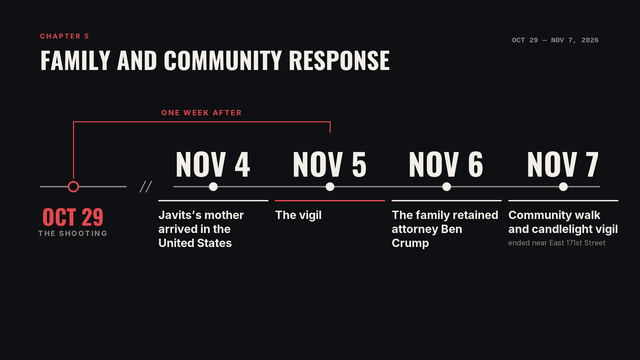 CHAPTER 5
OCT 29 — NOV 7, 2026
FAMILY AND COMMUNITY RESPONSE
ONE WEEK AFTER
NOV 4
NOV 5
NOV 6
NOV 7
//
OCT 29
THE SHOOTING
Javits’s mother
arrived in the
United States
The vigil
The family retained
attorney Ben
Crump
Community walk
and candlelight vigil
ended near East 171st Street